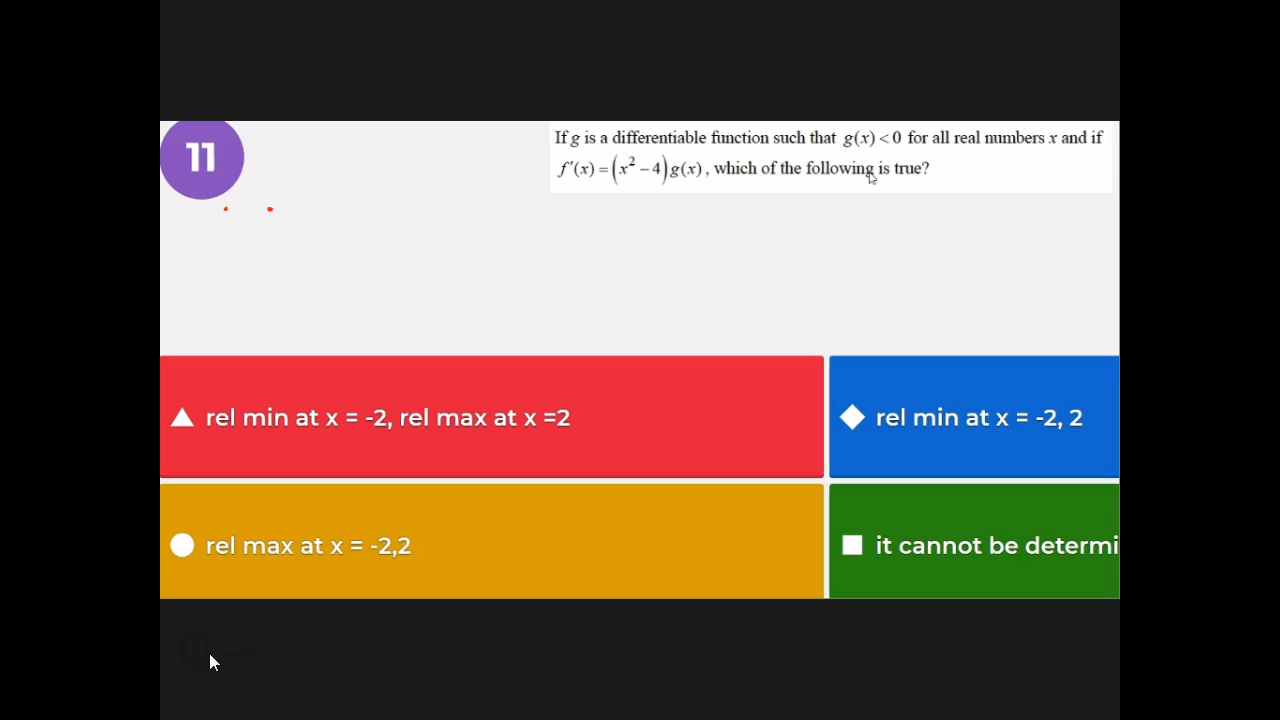 11
If g is a differentiable function such that g(x) < 0 for all real numbers x and if
f'(x) = (x² − 4)g(x), which of the following is true?
rel min at x = -2, rel max at x =2
rel min at x = -2, 2
rel max at x = -2,2
it cannot be determi